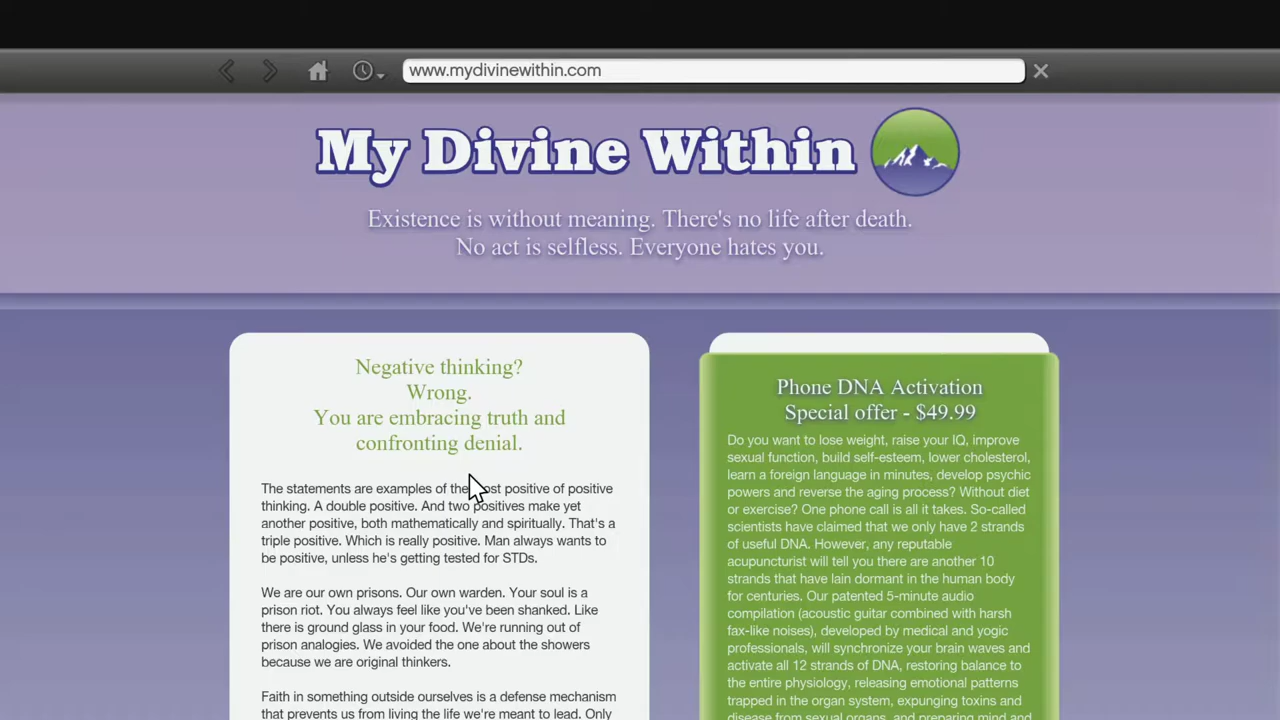 www.mydivinewithin.com
My Divine Within
Existence is without meaning. There's no life after death.
No act is selfless. Everyone hates you.
Negative thinking?
Wrong.
You are embracing truth and
confronting denial.
The statements are examples of the most positive of positive
thinking. A double positive. And two positives make yet
another positive, both mathematically and spiritually. That's a
triple positive. Which is really positive. Man always wants to
be positive, unless he's getting tested for STDs.
We are our own prisons. Our own warden. Your soul is a
prison riot. You always feel like you've been shanked. Like
there is ground glass in your food. We're running out of
prison analogies. We avoided the one about the showers
because we are original thinkers.
Faith in something outside ourselves is a defense mechanism
that prevents us from living the life we're meant to lead. Only
Phone DNA Activation
Special offer - $49.99
Do you want to lose weight, raise your IQ, improve
sexual function, build self-esteem, lower cholesterol,
learn a foreign language in minutes, develop psychic
powers and reverse the aging process? Without diet
or exercise? One phone call is all it takes. So-called
scientists have claimed that we only have 2 strands
of useful DNA. However, any reputable
acupuncturist will tell you there are another 10
strands that have lain dormant in the human body
for centuries. Our patented 5-minute audio
compilation (acoustic guitar combined with harsh
fax-like noises), developed by medical and yogic
professionals, will synchronize your brain waves and
activate all 12 strands of DNA, restoring balance to
the entire physiology, releasing emotional patterns
trapped in the organ system, expunging toxins and
disease from sexual organs, and preparing mind and